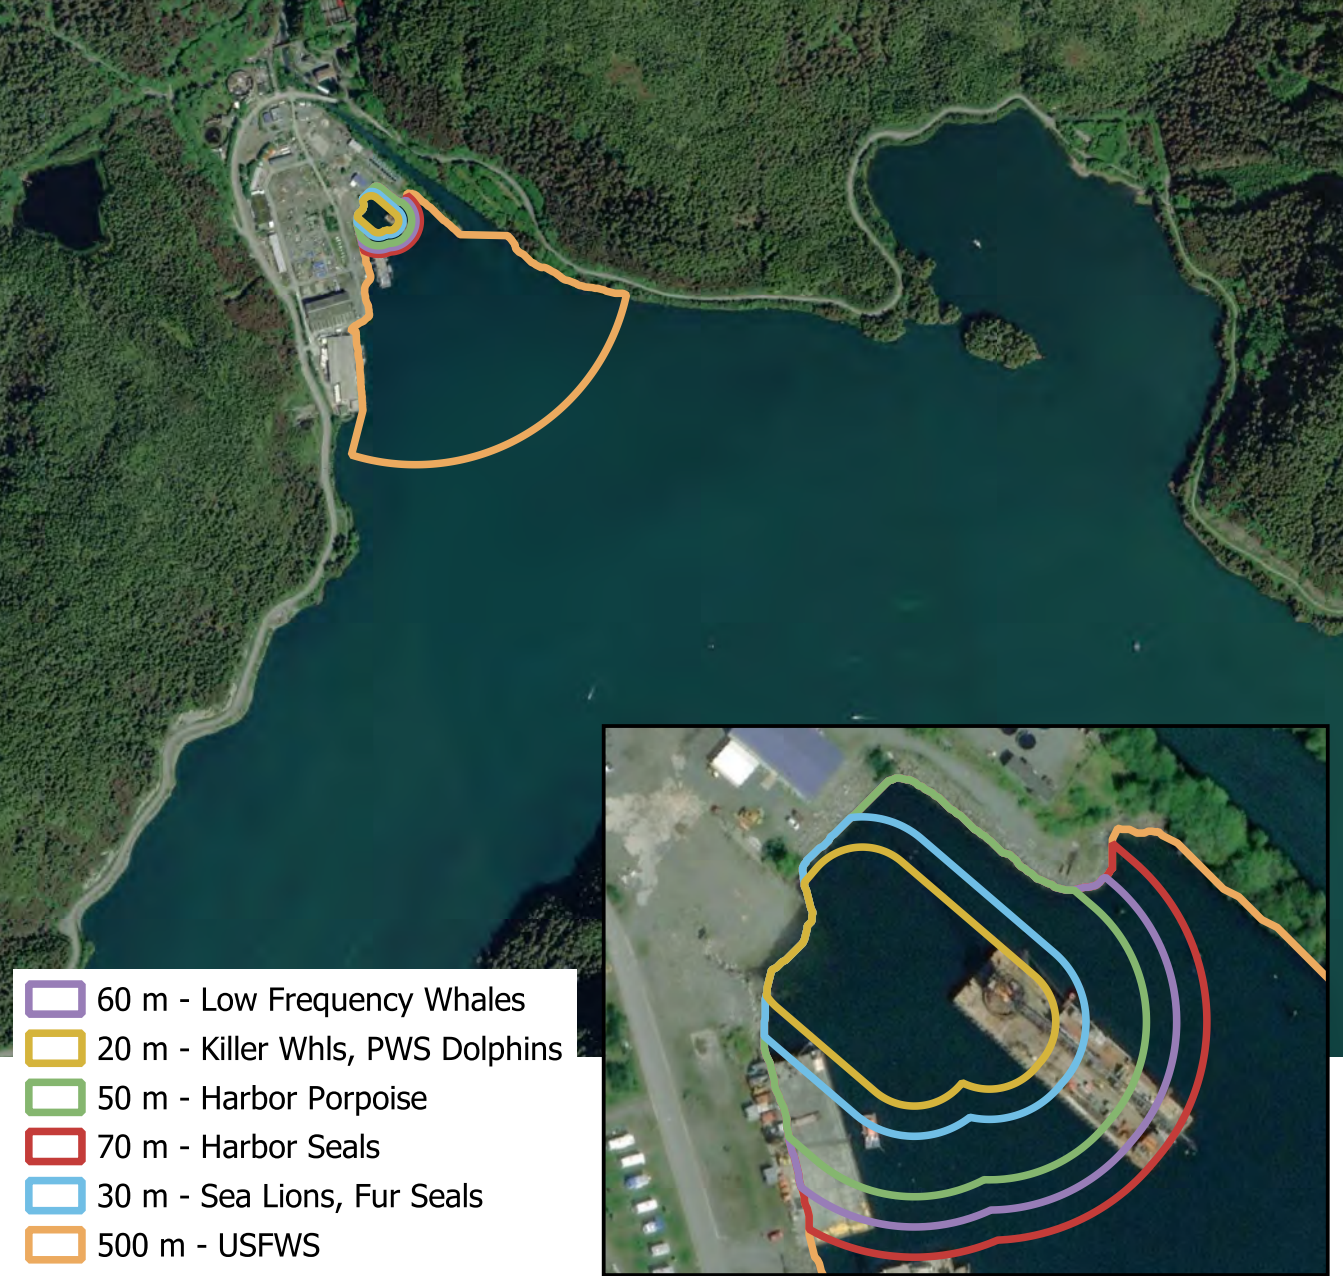 60 m - Low Frequency Whales
20 m - Killer Whls, PWS Dolphins
50 m - Harbor Porpoise
70 m - Harbor Seals
30 m - Sea Lions, Fur Seals
500 m - USFWS